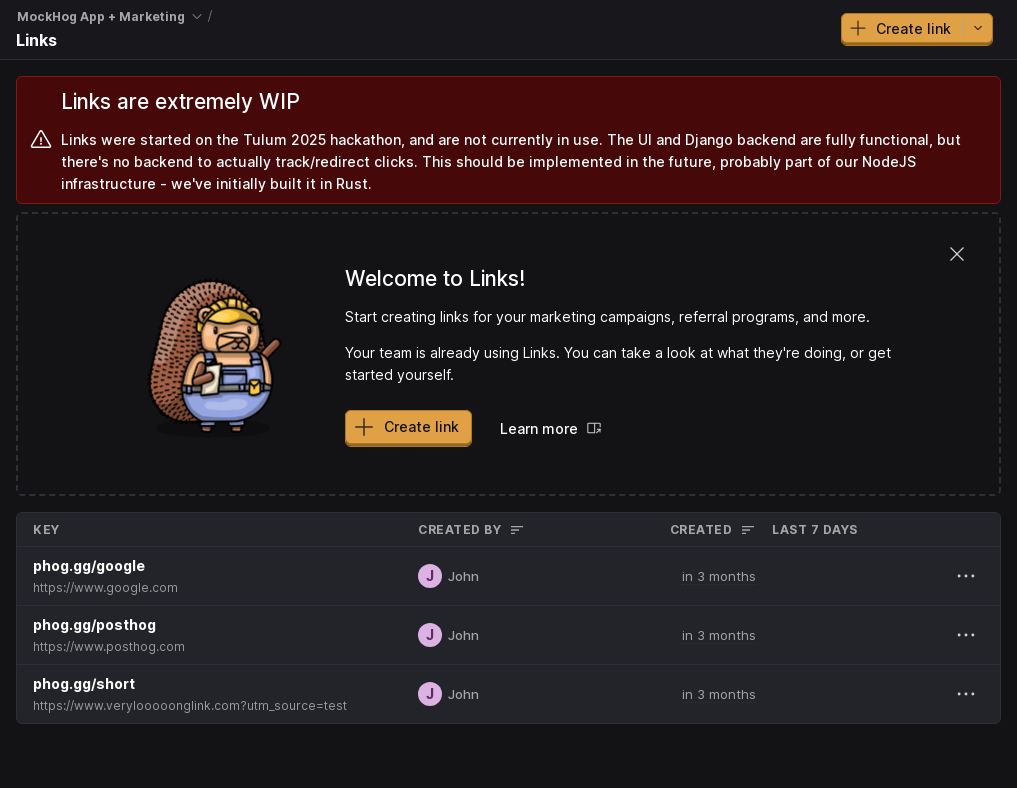 MockHog App + Marketing /
Links
Create link
Links are extremely WIP
Links were started on the Tulum 2025 hackathon, and are not currently in use. The UI and Django backend are fully functional, but
there's no backend to actually track/redirect clicks. This should be implemented in the future, probably part of our NodeJS
infrastructure - we've initially built it in Rust.
Welcome to Links!
Start creating links for your marketing campaigns, referral programs, and more.
Your team is already using Links. You can take a look at what they're doing, or get
started yourself.
Create link
Learn more
KEY CREATED BY CREATED LAST 7 DAYS
phog.gg/google
https://www.google.com
J John in 3 months
phog.gg/posthog
https://www.posthog.com
J John in 3 months
phog.gg/short
https://www.verylooooonglink.com?utm_source=test
J John in 3 months